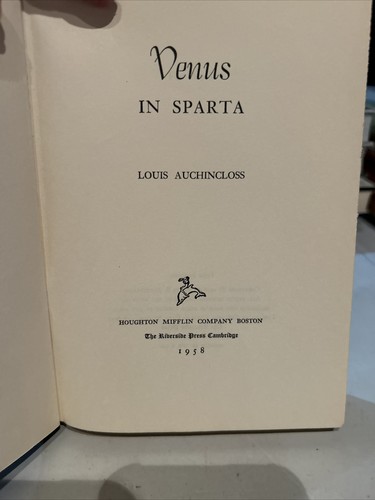 Venus
IN SPARTA
LOUIS AUCHINCLOSS
HOUGHTON MIFFLIN COMPANY BOSTON
The Riverside Press Cambridge
1958